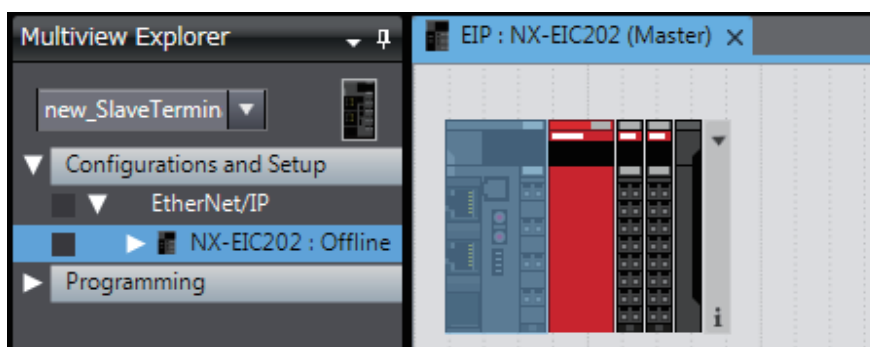 Multiview Explorer
EIP : NX-EIC202 (Master)
new_SlaveTermin
Configurations and Setup
EtherNet/IP
NX-EIC202 : Offline
Programming
i